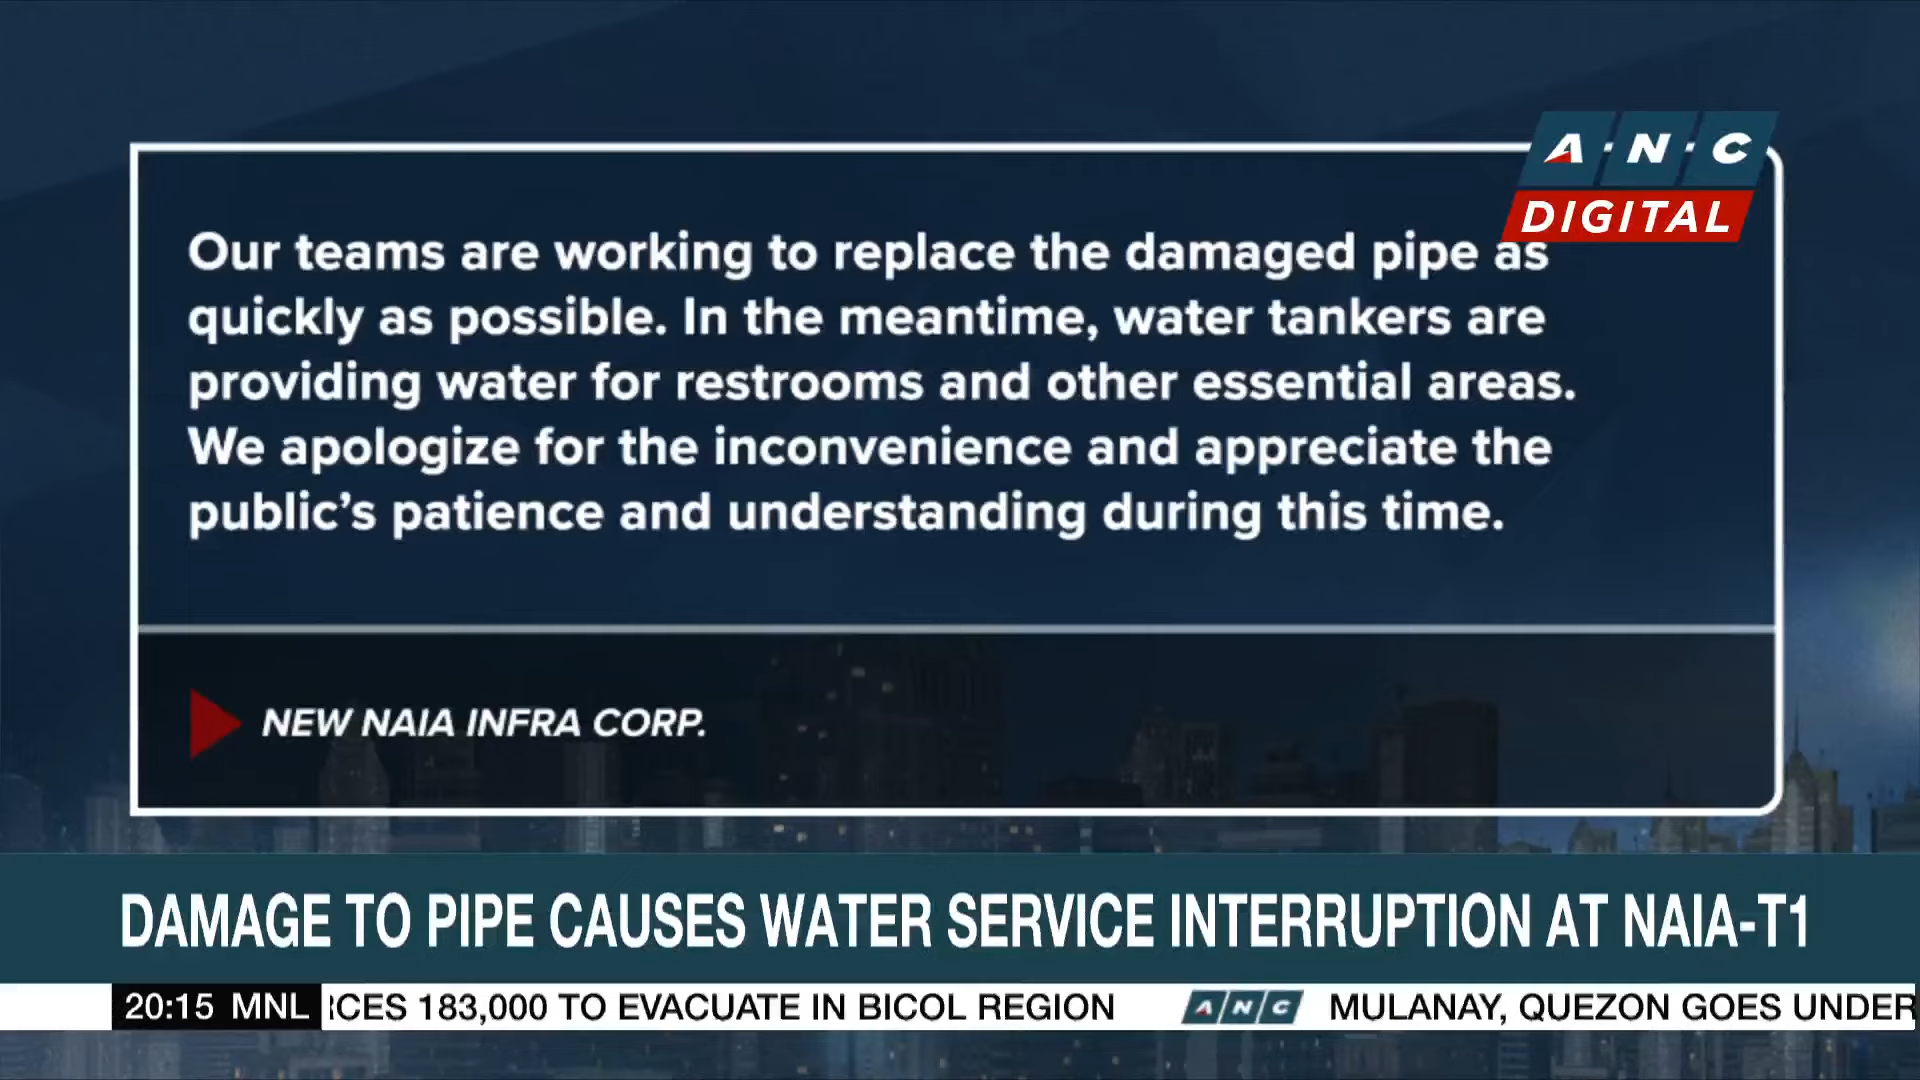 A·N·C
DIGITAL
Our teams are working to replace the damaged pipe as
quickly as possible. In the meantime, water tankers are
providing water for restrooms and other essential areas.
We apologize for the inconvenience and appreciate the
public’s patience and understanding during this time.
NEW NAIA INFRA CORP.
DAMAGE TO PIPE CAUSES WATER SERVICE INTERRUPTION AT NAIA-T1
20:15 MNL CES 183,000 TO EVACUATE IN BICOL REGION ANC MULANAY, QUEZON GOES UNDER